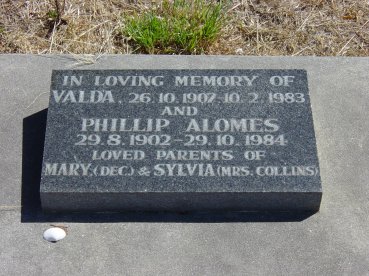 IN LOVING MEMORY OF
VALDA. 26.10.1907-10.2.1983
AND
PHILLIP ALOMES
29.8.1902-29.10.1984
LOVED PARENTS OF
MARY.(DEC.) & SYLVIA (MRS. COLLINS)